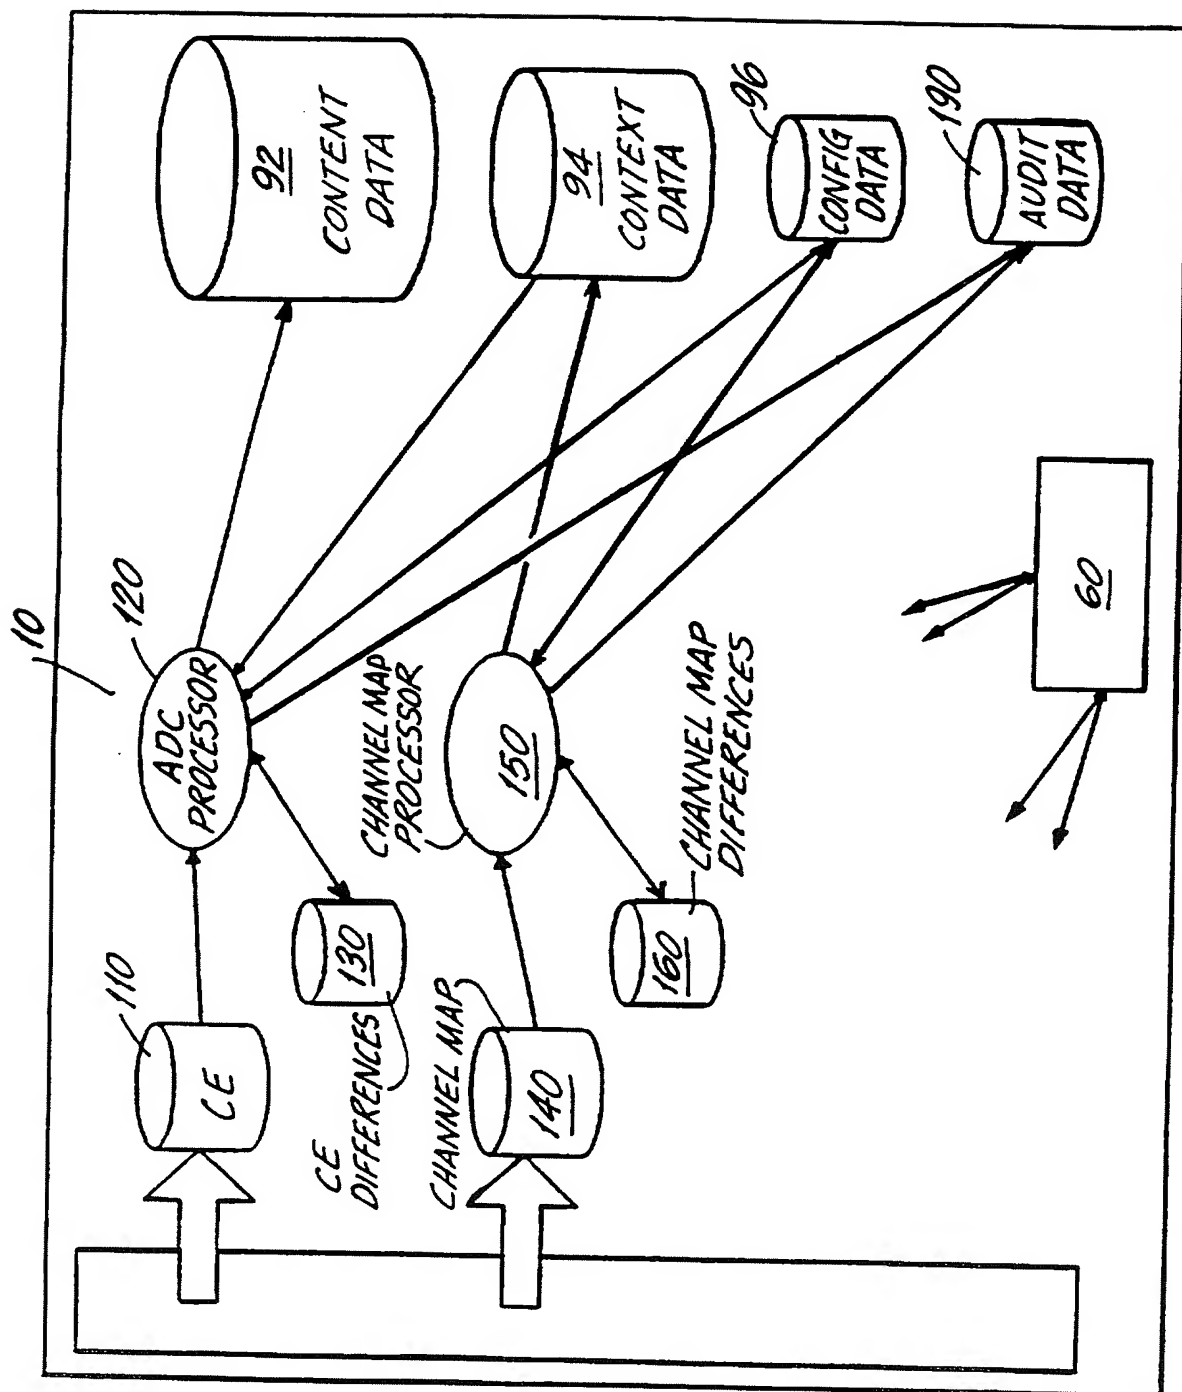 10
110
CE
120
ADC
PROCESSOR
92
CONTENT
DATA
130
CE
DIFFERENCES
CHANNEL MAP
PROCESSOR
94
CONTEXT
DATA
CHANNEL MAP
140
150
96
CONFIG
DATA
160
CHANNEL MAP
DIFFERENCES
190
AUDIT
DATA
60